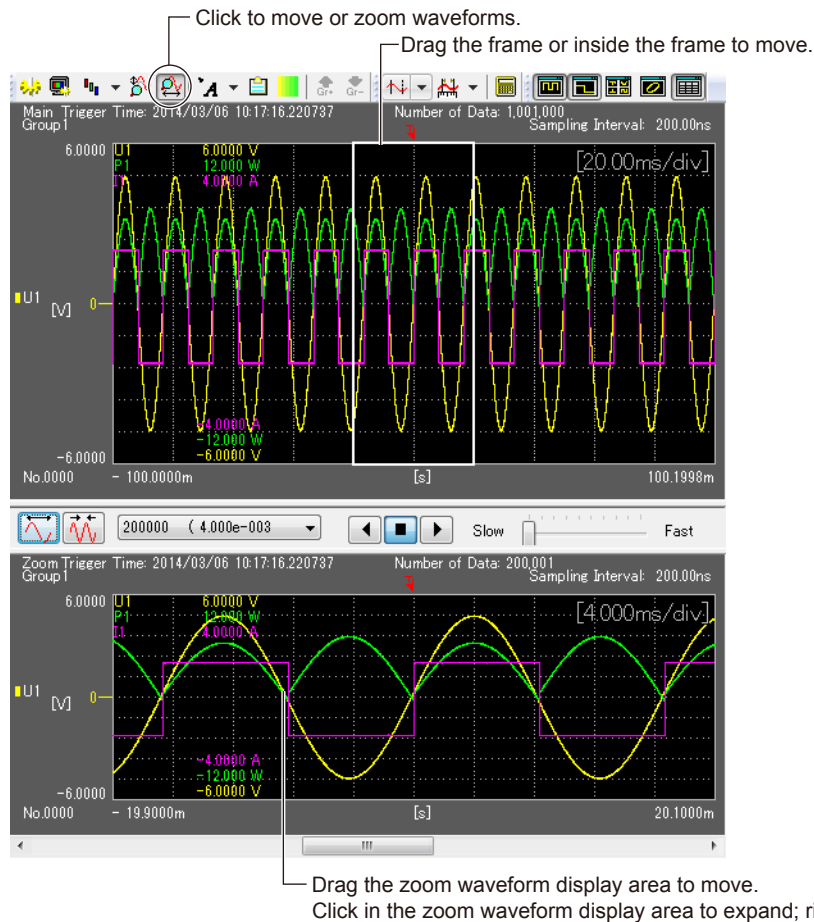 Click to move or zoom waveforms.
Drag the frame or inside the frame to move.
A
Gr+ Gr-
Main Trigger Time: 2014/03/06 10:17:16.220737 Number of Data: 1,001,000
Group1 Sampling Interval: 200.00ns
6.0000 U1 6.0000 V [20.00ms/div]
P1 12.000 W
I1 4.0000 A
U1 [V] 0
-4.0000 A
-12.000 W
-6.0000 -6.0000 V
No.0000 - 100.0000m [s] 100.1998m
200000 ( 4.000e-003 Slow Fast
Zoom Trigger Time: 2014/03/06 10:17:16.220737 Number of Data: 200,001
Group1 Sampling Interval: 200.00ns
6.0000 U1 6.0000 V [4.000ms/div]
P1 12.000 W
I1 4.0000 A
U1 [V] 0
-4.0000 A
-12.000 W
-6.0000 -6.0000 V
No.0000 - 19.9000m [s] 20.1000m
Drag the zoom waveform display area to move.
Click in the zoom waveform display area to expand; ri